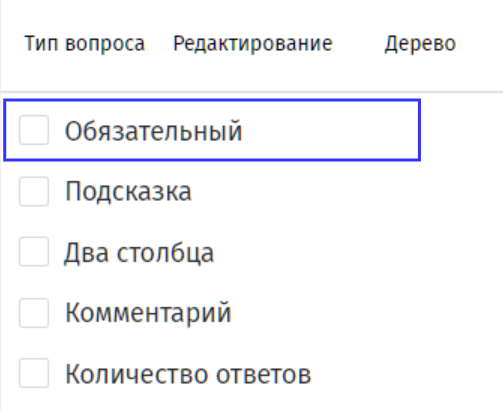 Тип вопроса Редактирование Дерево
Обязательный
Подсказка
Два столбца
Комментарий
Количество ответов